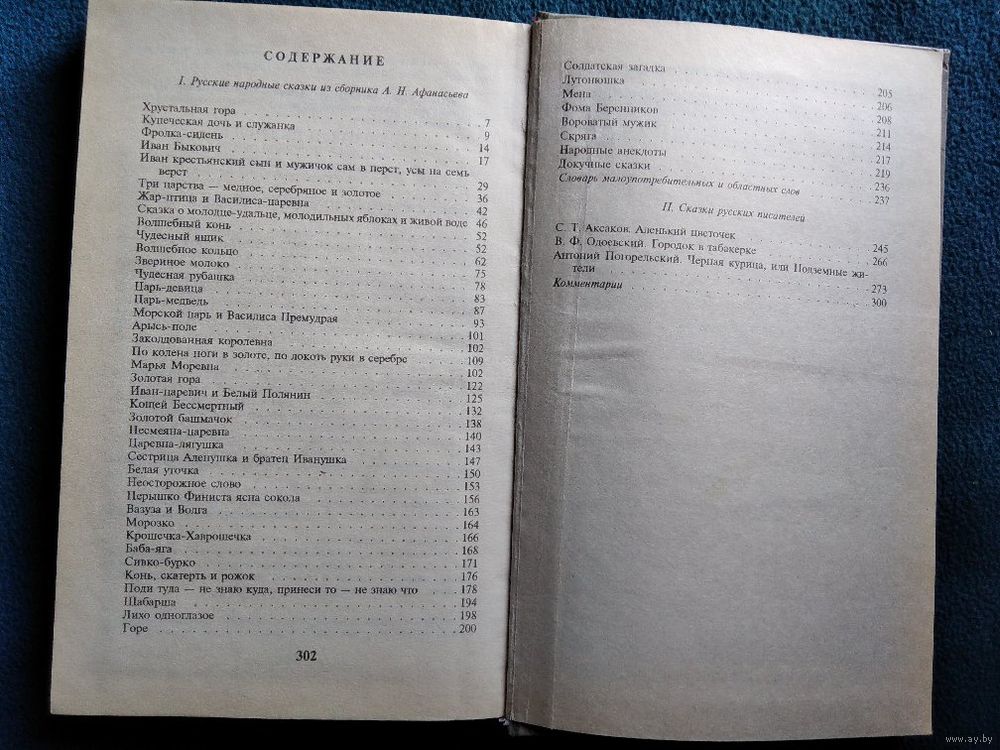 СОДЕРЖАНИЕ
I. Русские народные сказки из сборника А. Н. Афанасьева
Хрустальная гора . . . 7
Купеческая дочь и служанка . . . 9
Фролка-сидень . . . 14
Иван Быкович . . . 17
Иван крестьянский сын и мужичок сам в перст, усы на семь
верст . . . 29
Три царства — медное, серебряное и золотое . . . 36
Жар-птица и Василиса-царевна . . . 42
Сказка о молодце-удальце, молодильных яблоках и живой воде 46
Волшебный конь . . . 52
Чудесный ящик . . . 52
Волшебное кольцо . . . 62
Звериное молоко . . . 75
Чудесная рубашка . . . 78
Царь-девица . . . 83
Царь-медведь . . . 87
Морской царь и Василиса Премудрая . . . 93
Арысь-поле . . . 101
Заколдованная королевна . . . 102
По колена ноги в золоте, по локоть руки в серебре . . . 109
Марья Моревна . . . 102
Золотая гора . . . 122
Иван-царевич и Белый Полянин . . . 125
Кощей Бессмертный . . . 132
Золотой башмачок . . . 138
Несмеяна-царевна . . . 140
Царевна-лягушка . . . 143
Сестрица Аленушка и братец Иванушка . . . 147
Белая уточка . . . 150
Неосторожное слово . . . 153
Перышко Финиста ясна сокола . . . 156
Вазуза и Волга . . . 163
Морозко . . . 164
Крошечка-Хаврошечка . . . 166
Баба-яга . . . 168
Сивко-бурко . . . 171
Конь, скатерть и рожок . . . 176
Поди туда — не знаю куда, принеси то — не знаю что . . . 178
Шабарша . . . 194
Лихо одноглазое . . . 198
Горе . . . 200
302
Солдатская загадка . . . 205
Лутонюшка . . . 206
Мена . . . 208
Фома Беренников . . . 211
Вороватый мужик . . . 214
Скряга . . . 217
Народные анекдоты . . . 219
Докучные сказки . . . 236
Словарь малоупотребительных и областных слов . . . 237
II. Сказки русских писателей
С. Т. Аксаков. Аленький цветочек . . . 245
В. Ф. Одоевский. Городок в табакерке . . . 266
Антоний Погорельский. Черная курица, или Подземные жи-
тели . . . 273
Комментарии . . . 300
www.ay.by